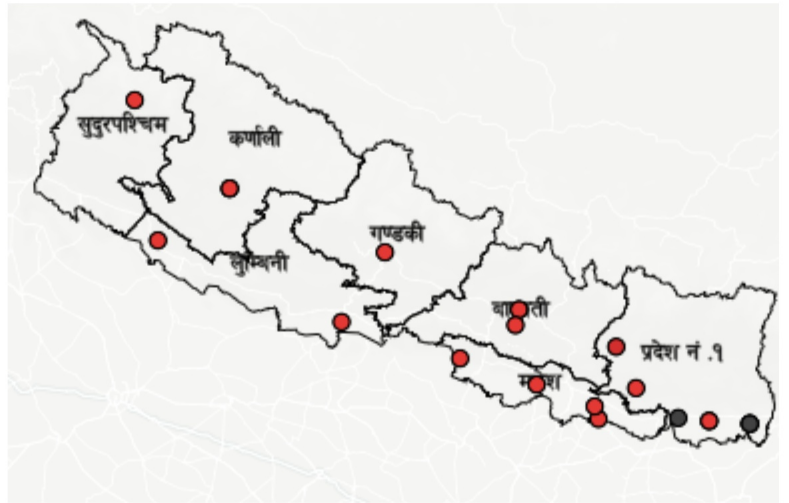 सुदुरपश्चिम
कर्णाली
गण्डकी
लुम्बिनी
प्रदेश नं .१